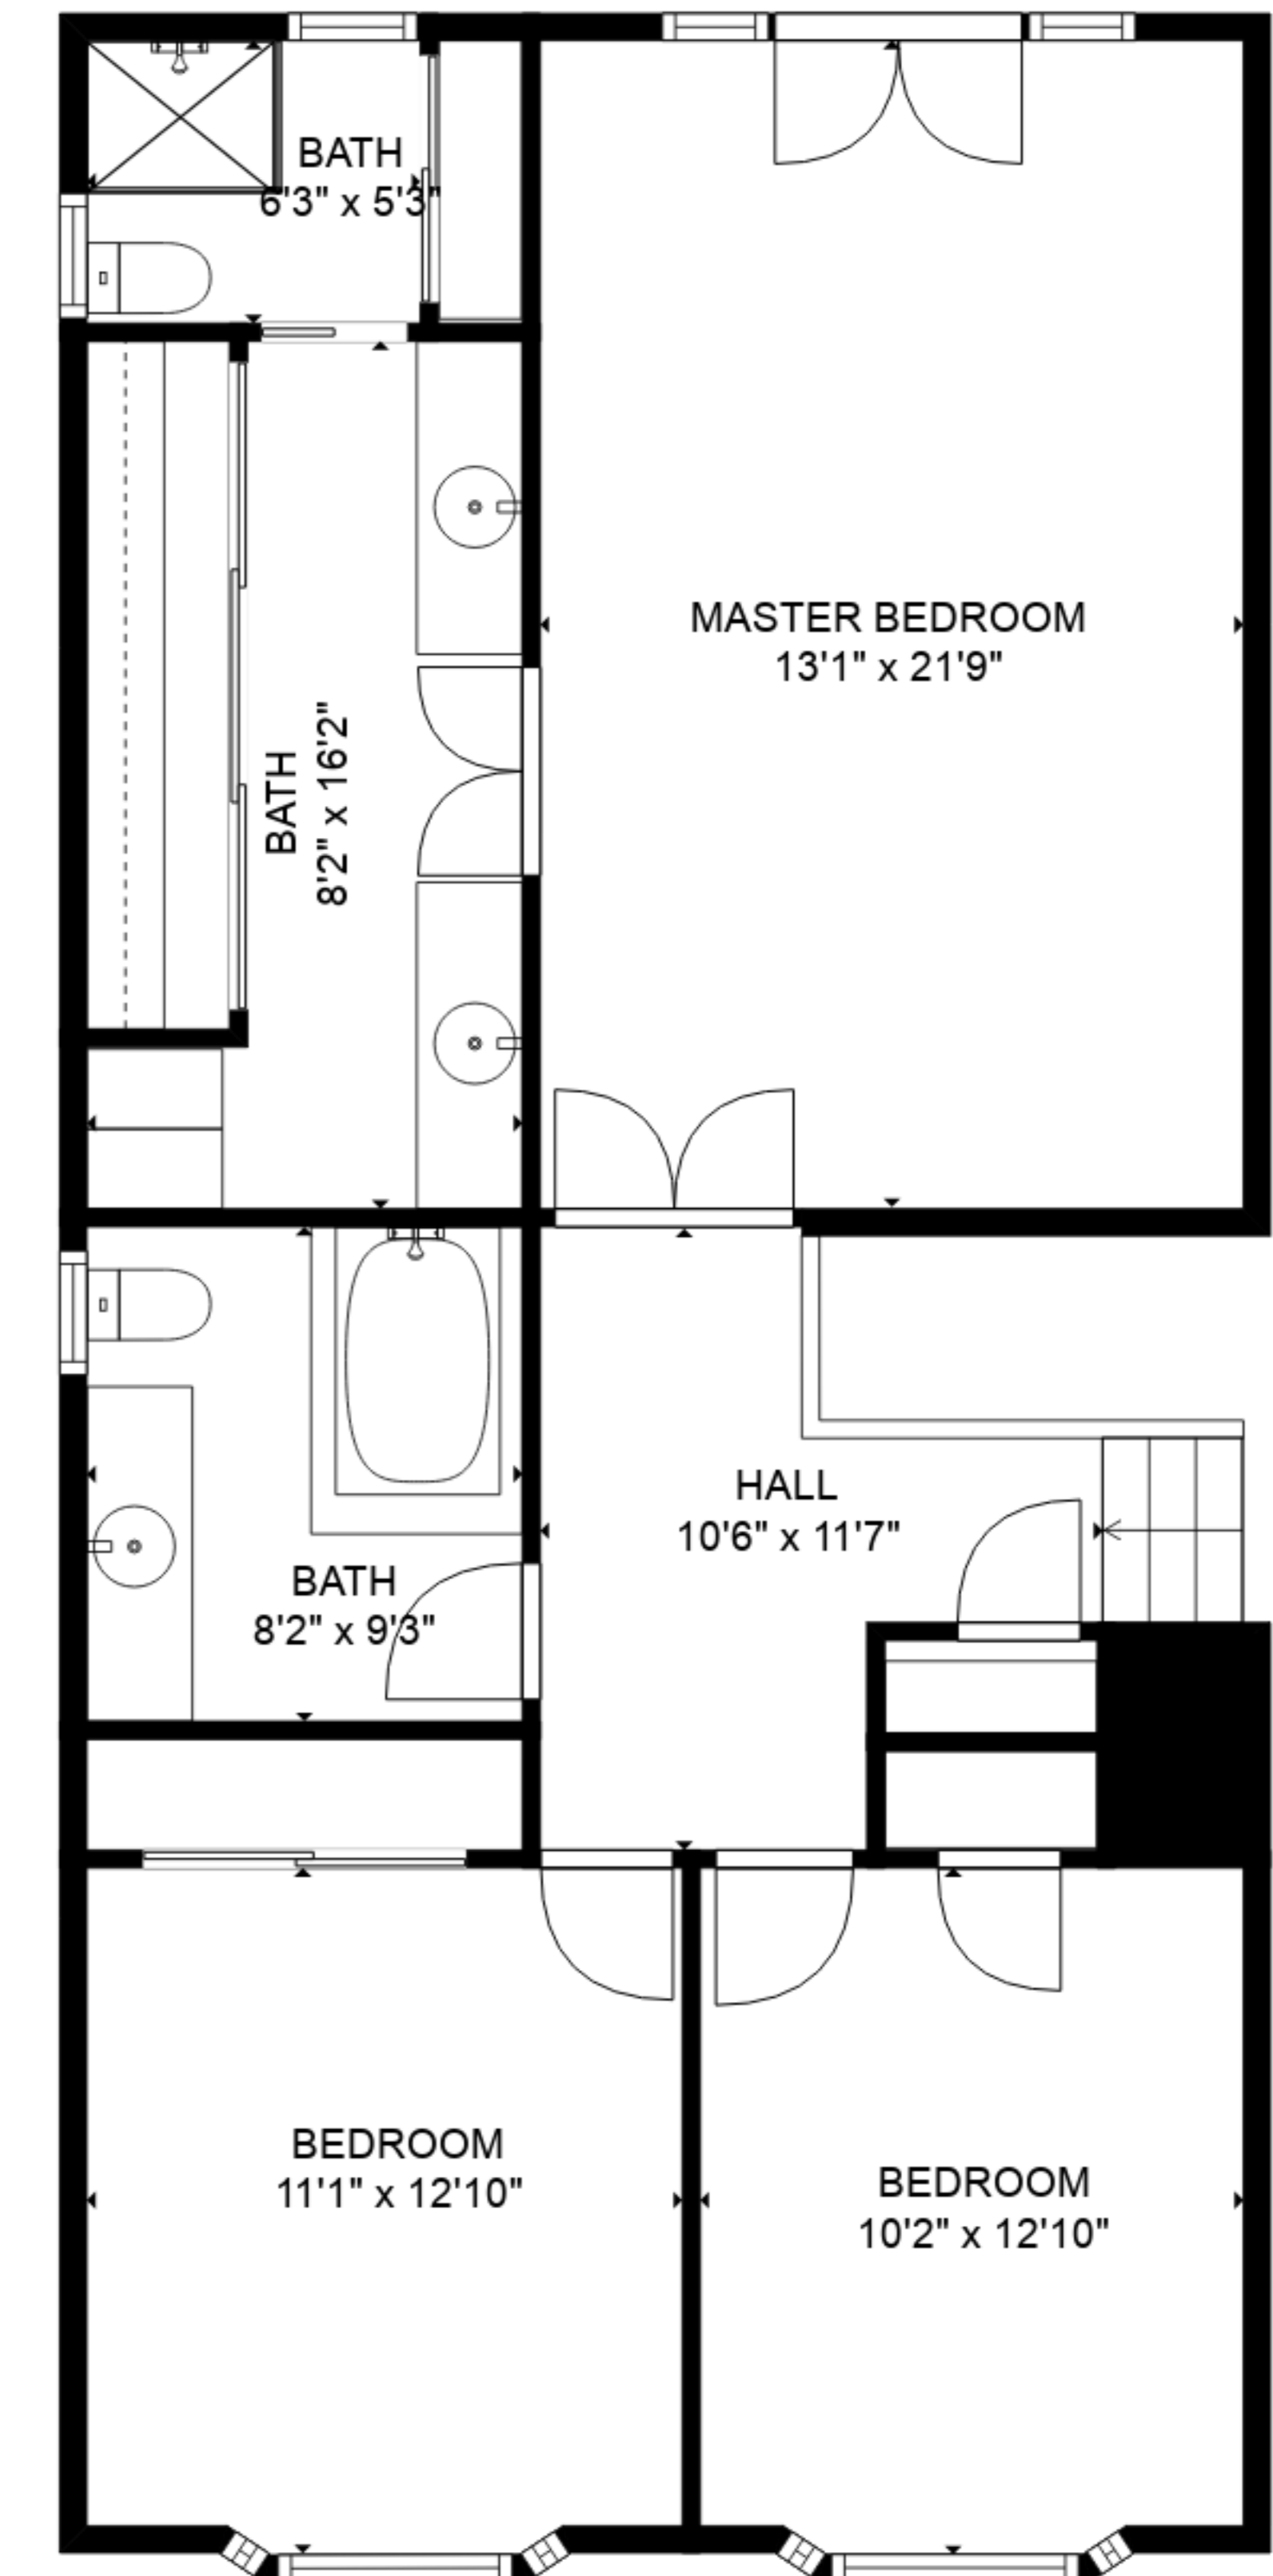 BATH
6'3" x 5'3"
MASTER BEDROOM
13'1" x 21'9"
BATH
8'2" x 16'2"
HALL
10'6" x 11'7"
BATH
8'2" x 9'3"
BEDROOM
11'1" x 12'10"
BEDROOM
10'2" x 12'10"